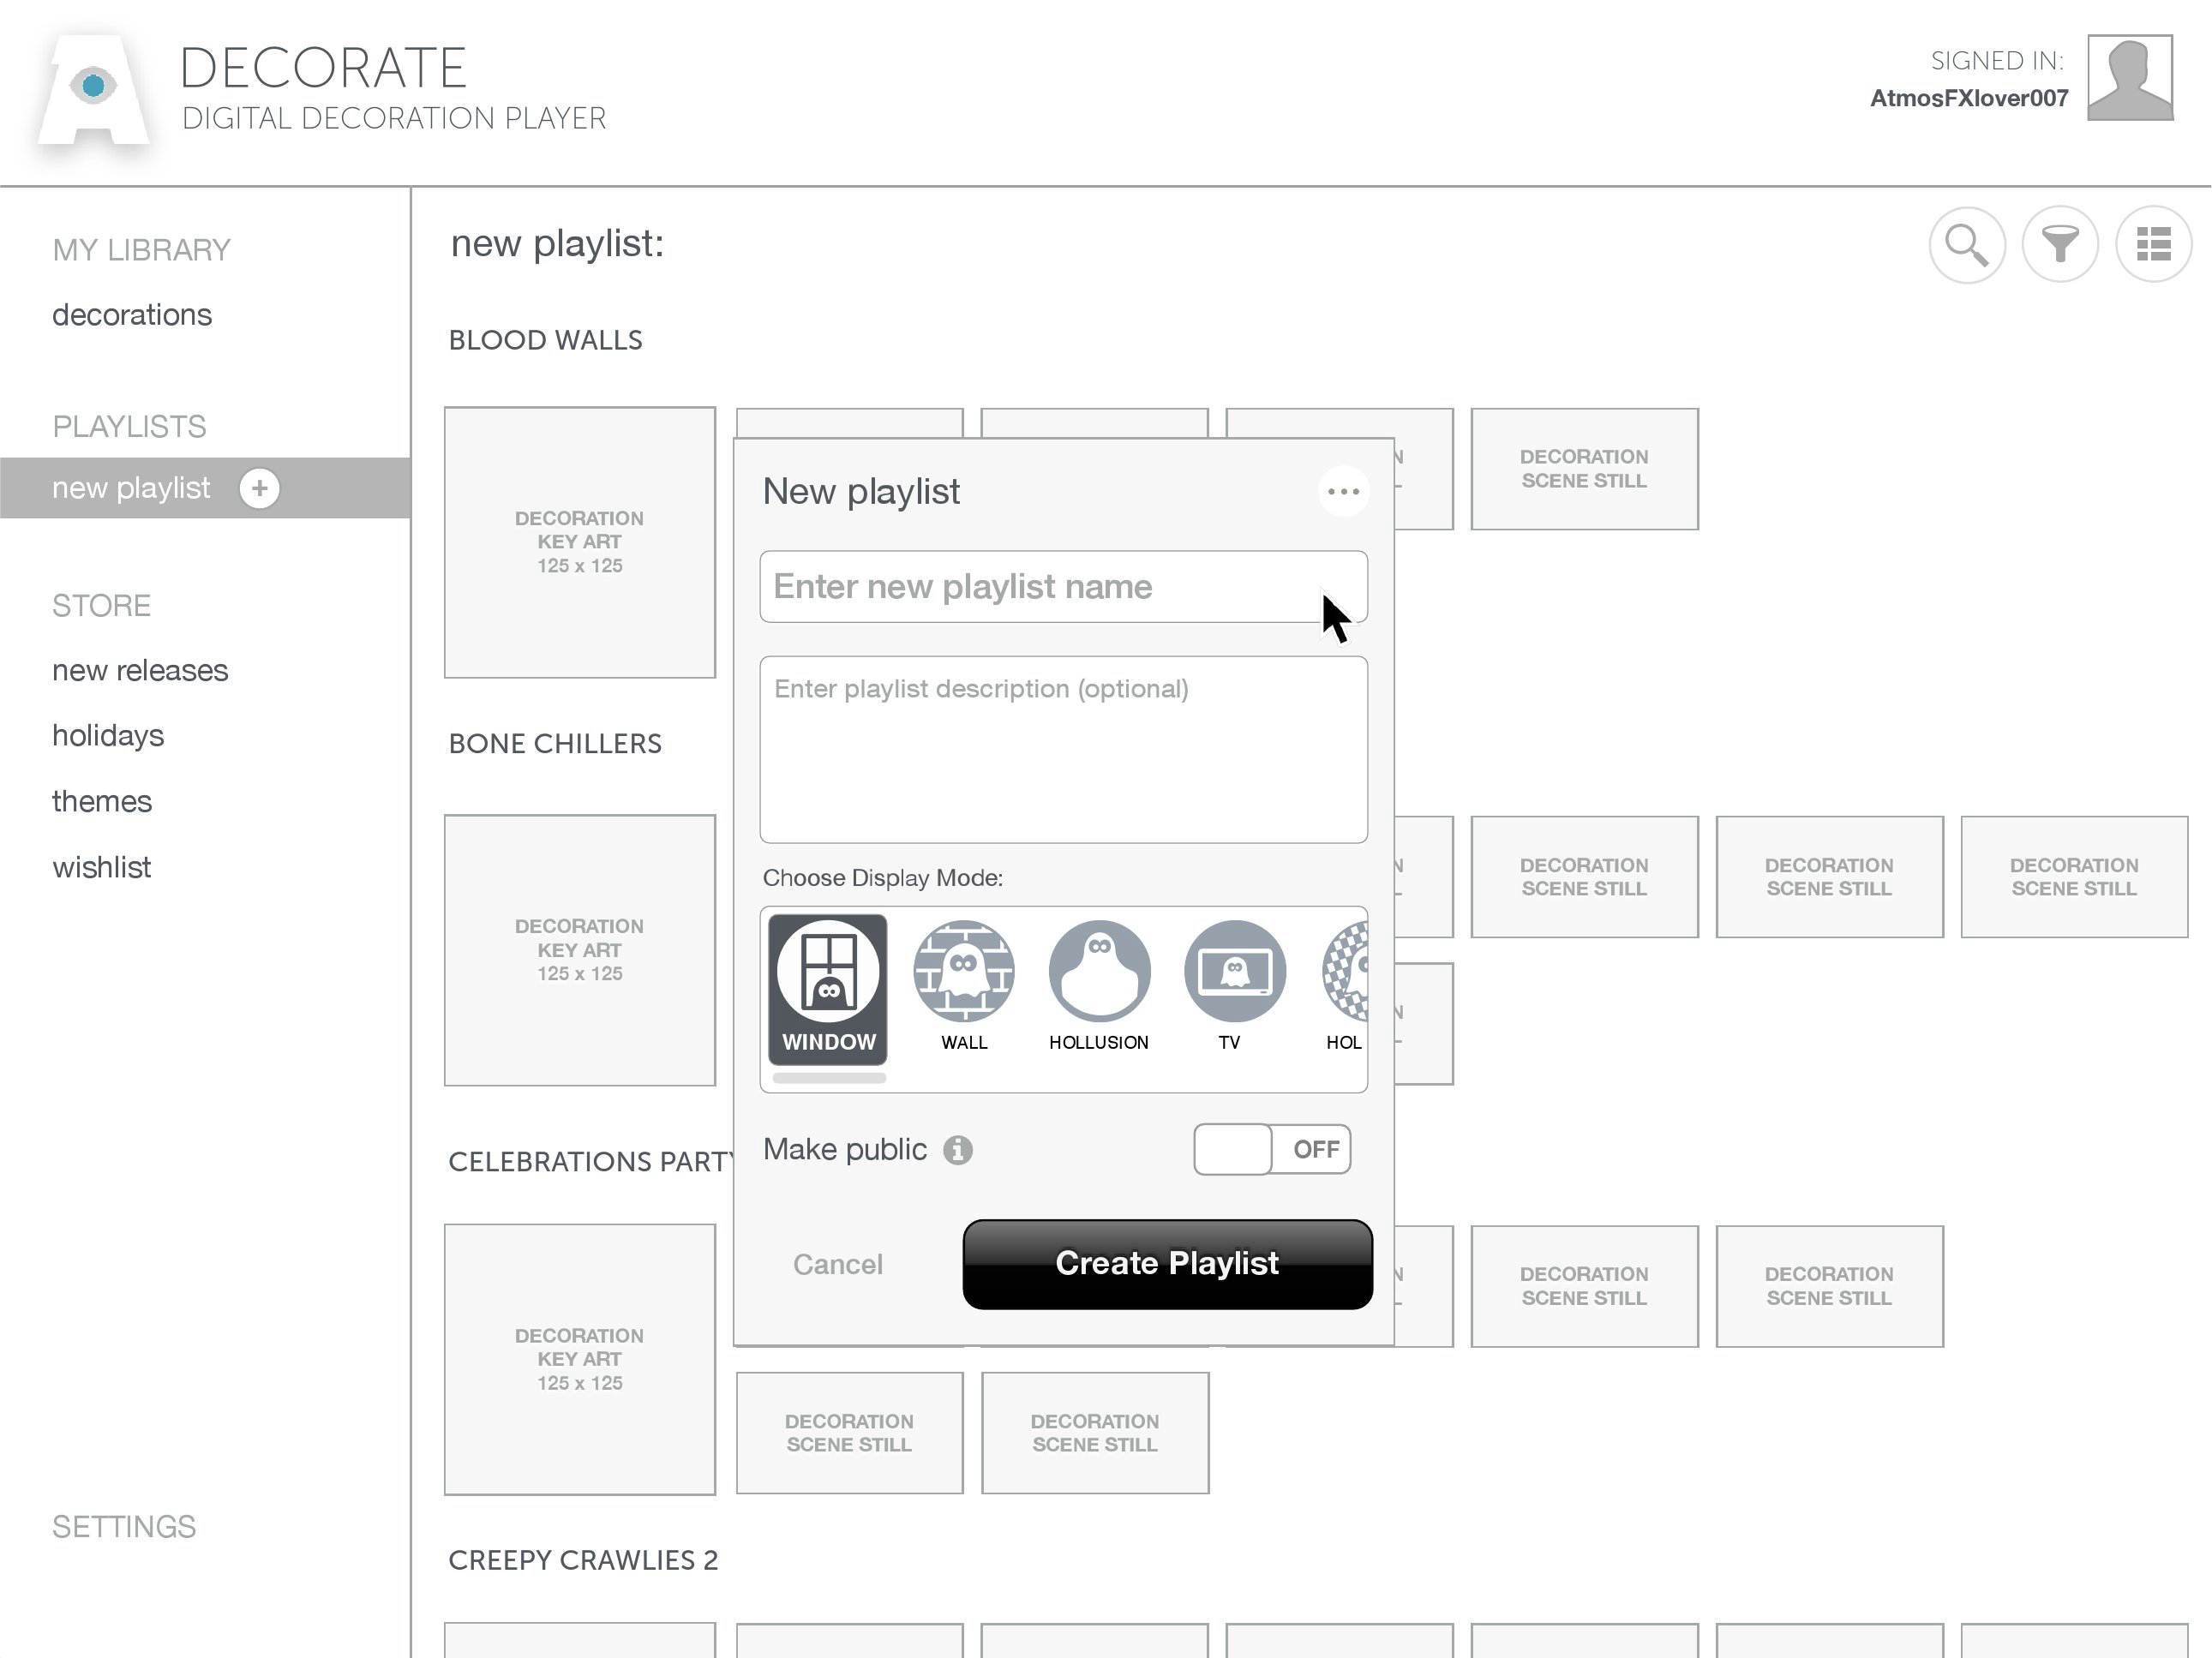 DECORATE
DIGITAL DECORATION PLAYER
SIGNED IN:
AtmosFXlover007
MY LIBRARY
decorations
PLAYLISTS
new playlist
STORE
new releases
holidays
themes
wishlist
SETTINGS
new playlist:
BLOOD WALLS
DECORATION
KEY ART
125 x 125
DECORATION
SCENE STILL
BONE CHILLERS
DECORATION
KEY ART
125 x 125
DECORATION
SCENE STILL
DECORATION
SCENE STILL
DECORATION
SCENE STILL
CELEBRATIONS PARTY
DECORATION
KEY ART
125 x 125
DECORATION
SCENE STILL
DECORATION
SCENE STILL
DECORATION
SCENE STILL
DECORATION
SCENE STILL
CREEPY CRAWLIES 2
New playlist
Enter new playlist name
Enter playlist description (optional)
Choose Display Mode:
WINDOW
WALL
HOLLUSION
TV
HOL
Make public
OFF
Cancel
Create Playlist